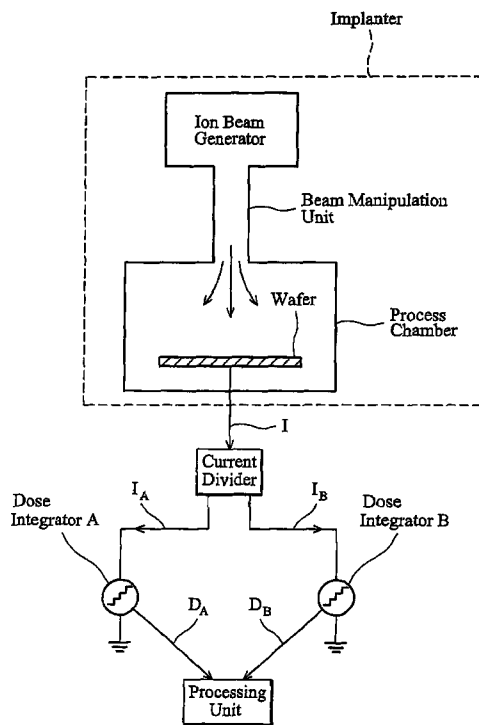 Implanter
Ion Beam
Generator
Beam Manipulation
Unit
Wafer
Process
Chamber
I
Current
Divider
I_A
I_B
Dose
Integrator A
Dose
Integrator B
D_A
D_B
Processing
Unit